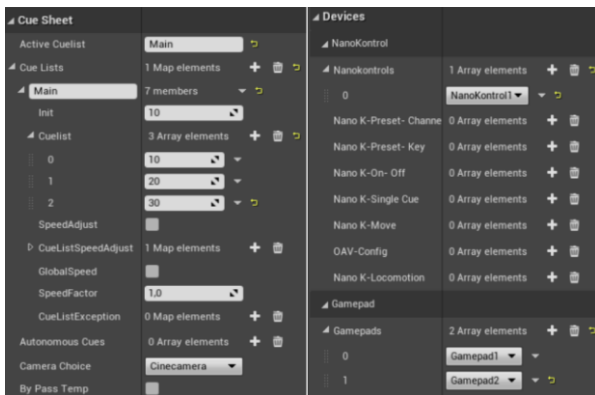 Cue Sheet
Active Cuelist Main
Cue Lists 1 Map elements
Main 7 members
Init 10
Cuelist 3 Array elements
0 10
1 20
2 30
SpeedAdjust
CueListSpeedAdjust 1 Map elements
GlobalSpeed
SpeedFactor 1,0
CueListException 0 Map elements
Autonomous Cues 0 Array elements
Camera Choice Cinecamera
By Pass Temp
Devices
NanoKontrol
Nanokontrols 1 Array elements
0 NanoKontrol1
Nano K-Preset- Channe 0 Array elements
Nano K-Preset- Key 0 Array elements
Nano K-On- Off 0 Array elements
Nano K-Single Cue 0 Array elements
Nano K-Move 0 Array elements
OAV-Config 0 Array elements
Nano K-Locomotion 0 Array elements
Gamepad
Gamepads 2 Array elements
0 Gamepad1
1 Gamepad2